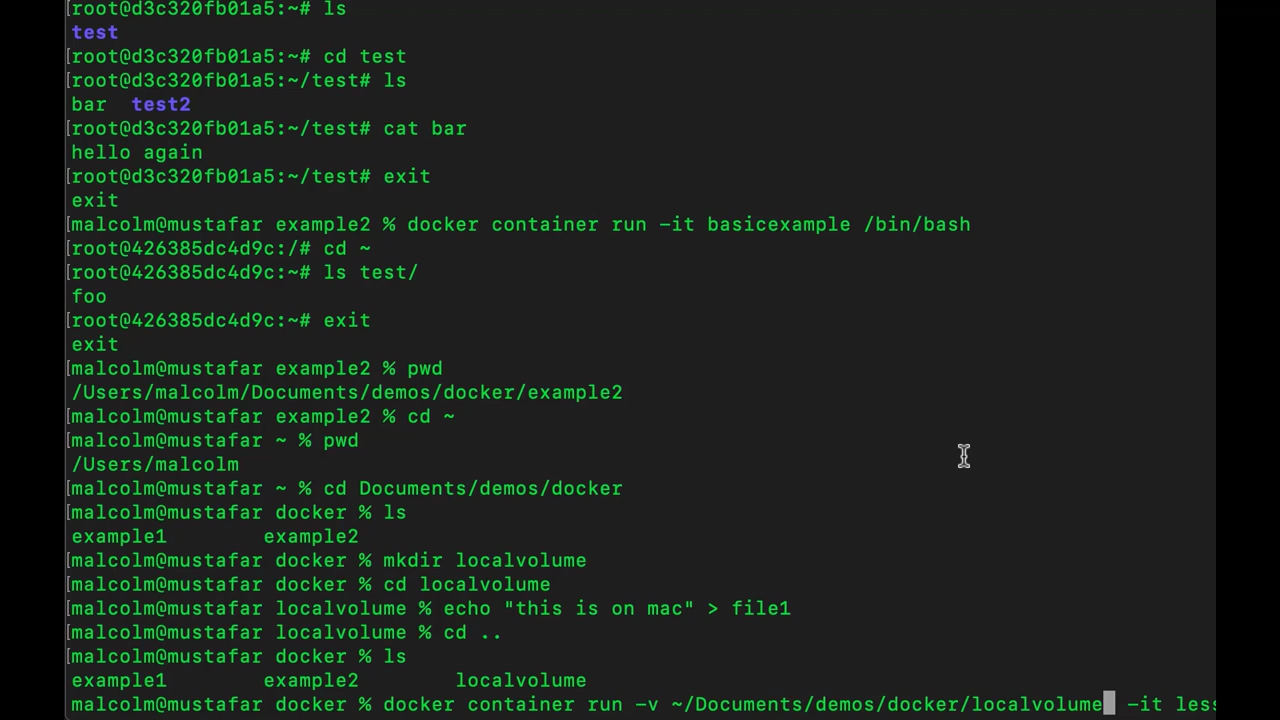 [root@d3c320fb01a5:~# ls
test
[root@d3c320fb01a5:~# cd test
[root@d3c320fb01a5:~/test# ls
bar  test2
[root@d3c320fb01a5:~/test# cat bar
hello again
[root@d3c320fb01a5:~/test# exit
exit
[malcolm@mustafar example2 % docker container run -it basicexample /bin/bash
[root@426385dc4d9c:/# cd ~
[root@426385dc4d9c:~# ls test/
foo
[root@426385dc4d9c:~# exit
exit
[malcolm@mustafar example2 % pwd
/Users/malcolm/Documents/demos/docker/example2
[malcolm@mustafar example2 % cd ~
[malcolm@mustafar ~ % pwd
/Users/malcolm
[malcolm@mustafar ~ % cd Documents/demos/docker
[malcolm@mustafar docker % ls
example1        example2
[malcolm@mustafar docker % mkdir localvolume
[malcolm@mustafar docker % cd localvolume
[malcolm@mustafar localvolume % echo "this is on mac" > file1
[malcolm@mustafar localvolume % cd ..
[malcolm@mustafar docker % ls
example1        example2        localvolume
malcolm@mustafar docker % docker container run -v ~/Documents/demos/docker/localvolume -it